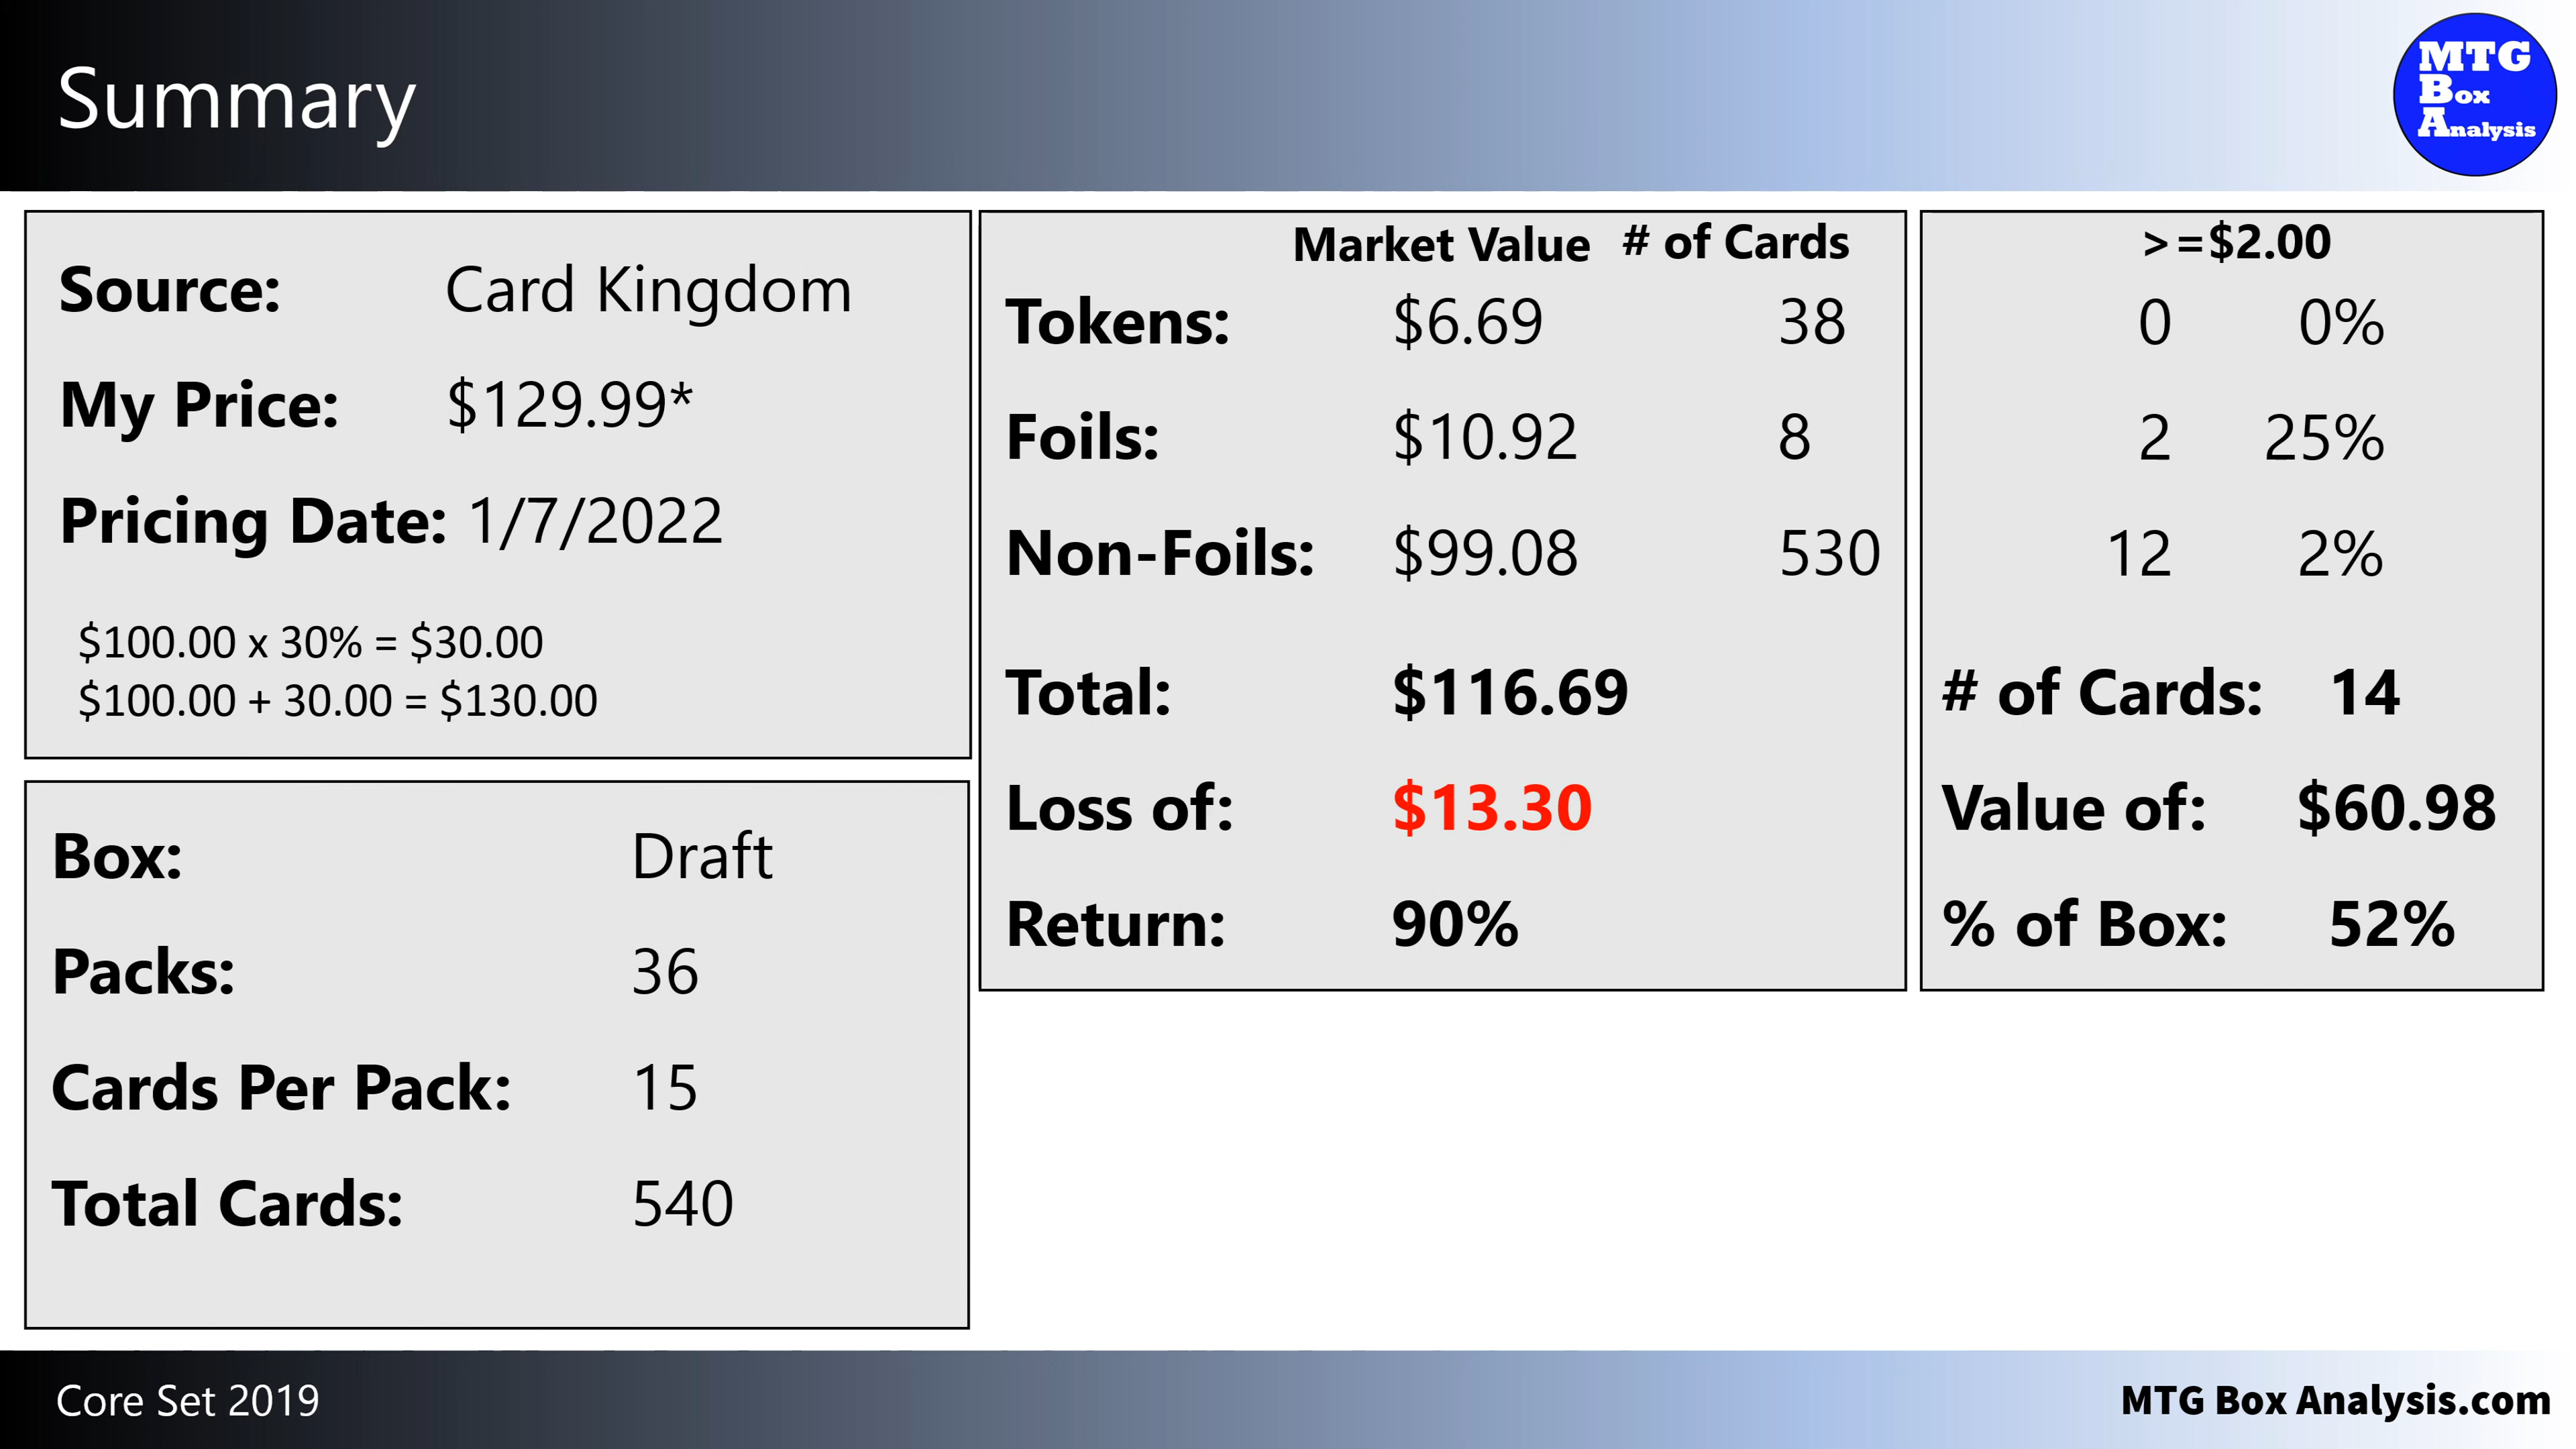 Summary
MTG
Box
Analysis
Source: Card Kingdom
My Price: $129.99*
Pricing Date: 1/7/2022
$100.00 x 30% = $30.00
$100.00 + 30.00 = $130.00
Box: Draft
Packs: 36
Cards Per Pack: 15
Total Cards: 540
Market Value # of Cards
Tokens: $6.69 38
Foils: $10.92 8
Non-Foils: $99.08 530
Total: $116.69
Loss of: $13.30
Return: 90%
>=$2.00
0 0%
2 25%
12 2%
# of Cards: 14
Value of: $60.98
% of Box: 52%
Core Set 2019
MTG Box Analysis.com